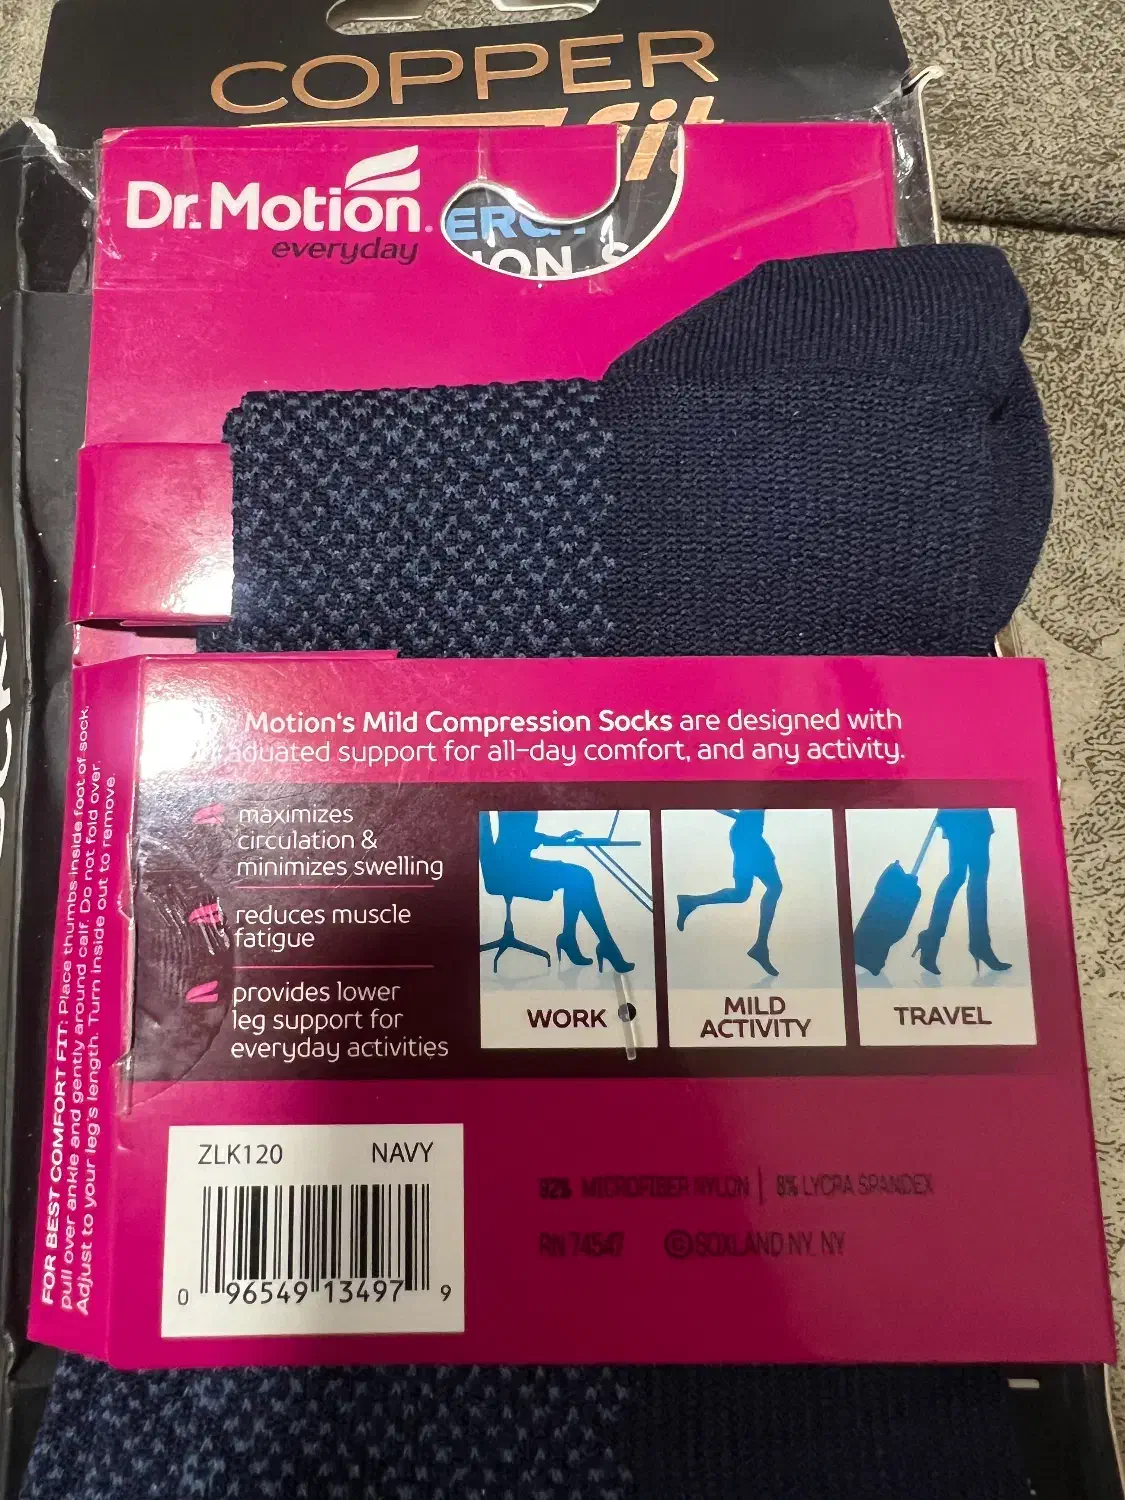 COPPER
fit
Dr. Motion
everyday
Motion's Mild Compression Socks are designed with
support for all-day comfort, and any activity.
maximizes
circulation &
minimizes swelling
reduces muscle
fatigue
provides lower
leg support for
everyday activities
WORK
MILD
ACTIVITY
TRAVEL
FOR BEST COMFORT FIT: Place thumbs inside foot of sock,
pull over ankle and gently around calf. Do not fold over.
Adjust to your leg's length. Turn inside out to remove.
ZLK120 NAVY
0 96549 13497 9
92% MICROFIBER NYLON | 8% LYCRA SPANDEX
RN 74547 © SOXLAND NY, NY